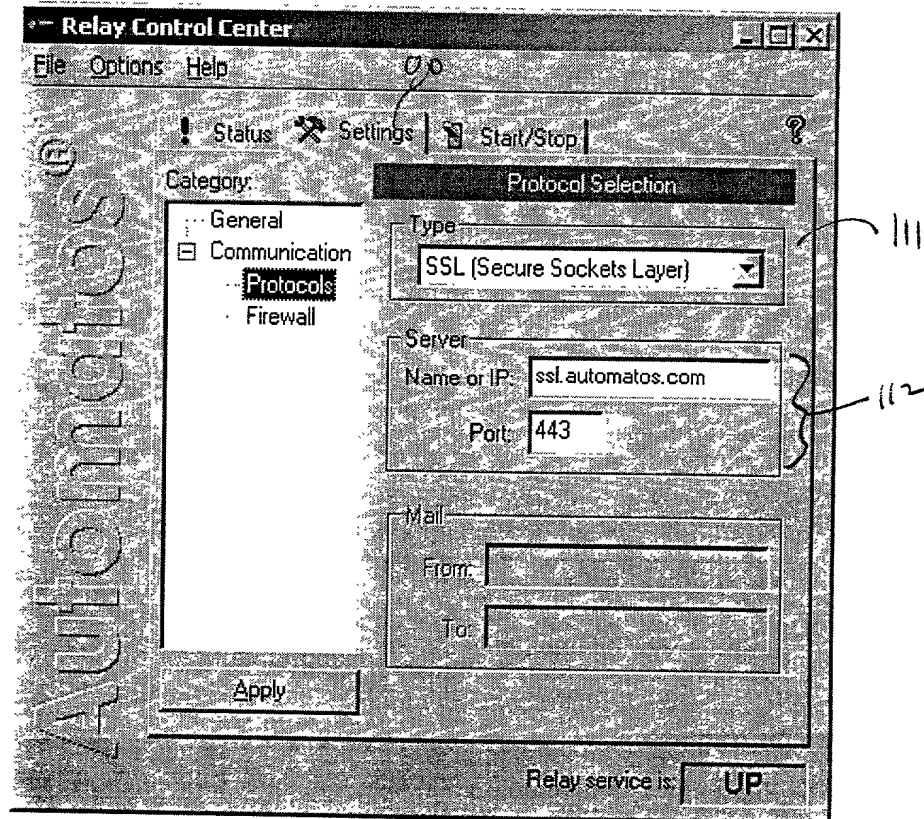 Relay Control Center
File Options Help
Status Settings Start/Stop ?
Automatos®
Category:
General
Communication
Protocols
Firewall
Apply
Protocol Selection
Type
SSL (Secure Sockets Layer)
111
Server
Name or IP: ssl.automatos.com
Port: 443
112
Mail
From:
To:
Relay service is: UP